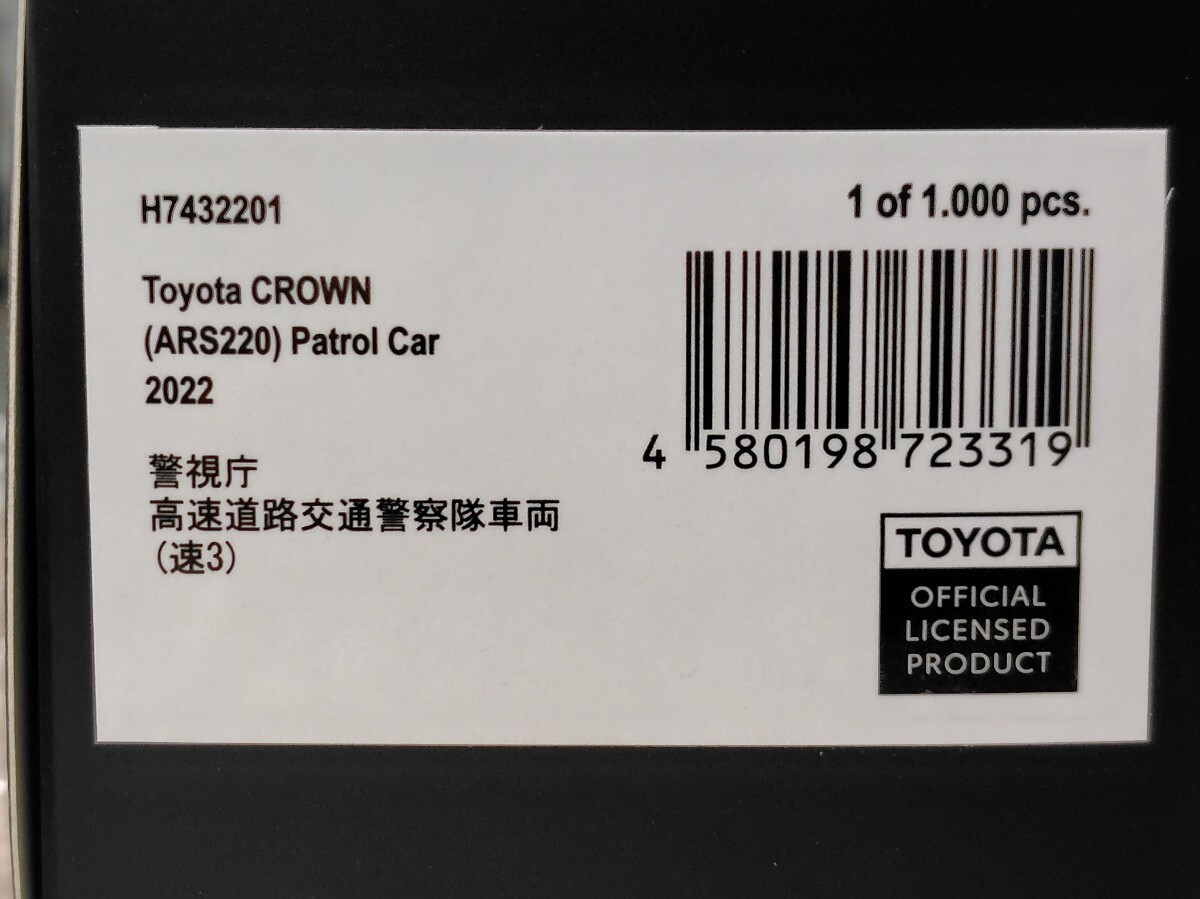 H7432201
1 of 1.000 pcs.
Toyota CROWN
(ARS220) Patrol Car
2022
警視庁
高速道路交通警察隊車両
(速3)
4 580198 723319
TOYOTA
OFFICIAL
LICENSED
PRODUCT